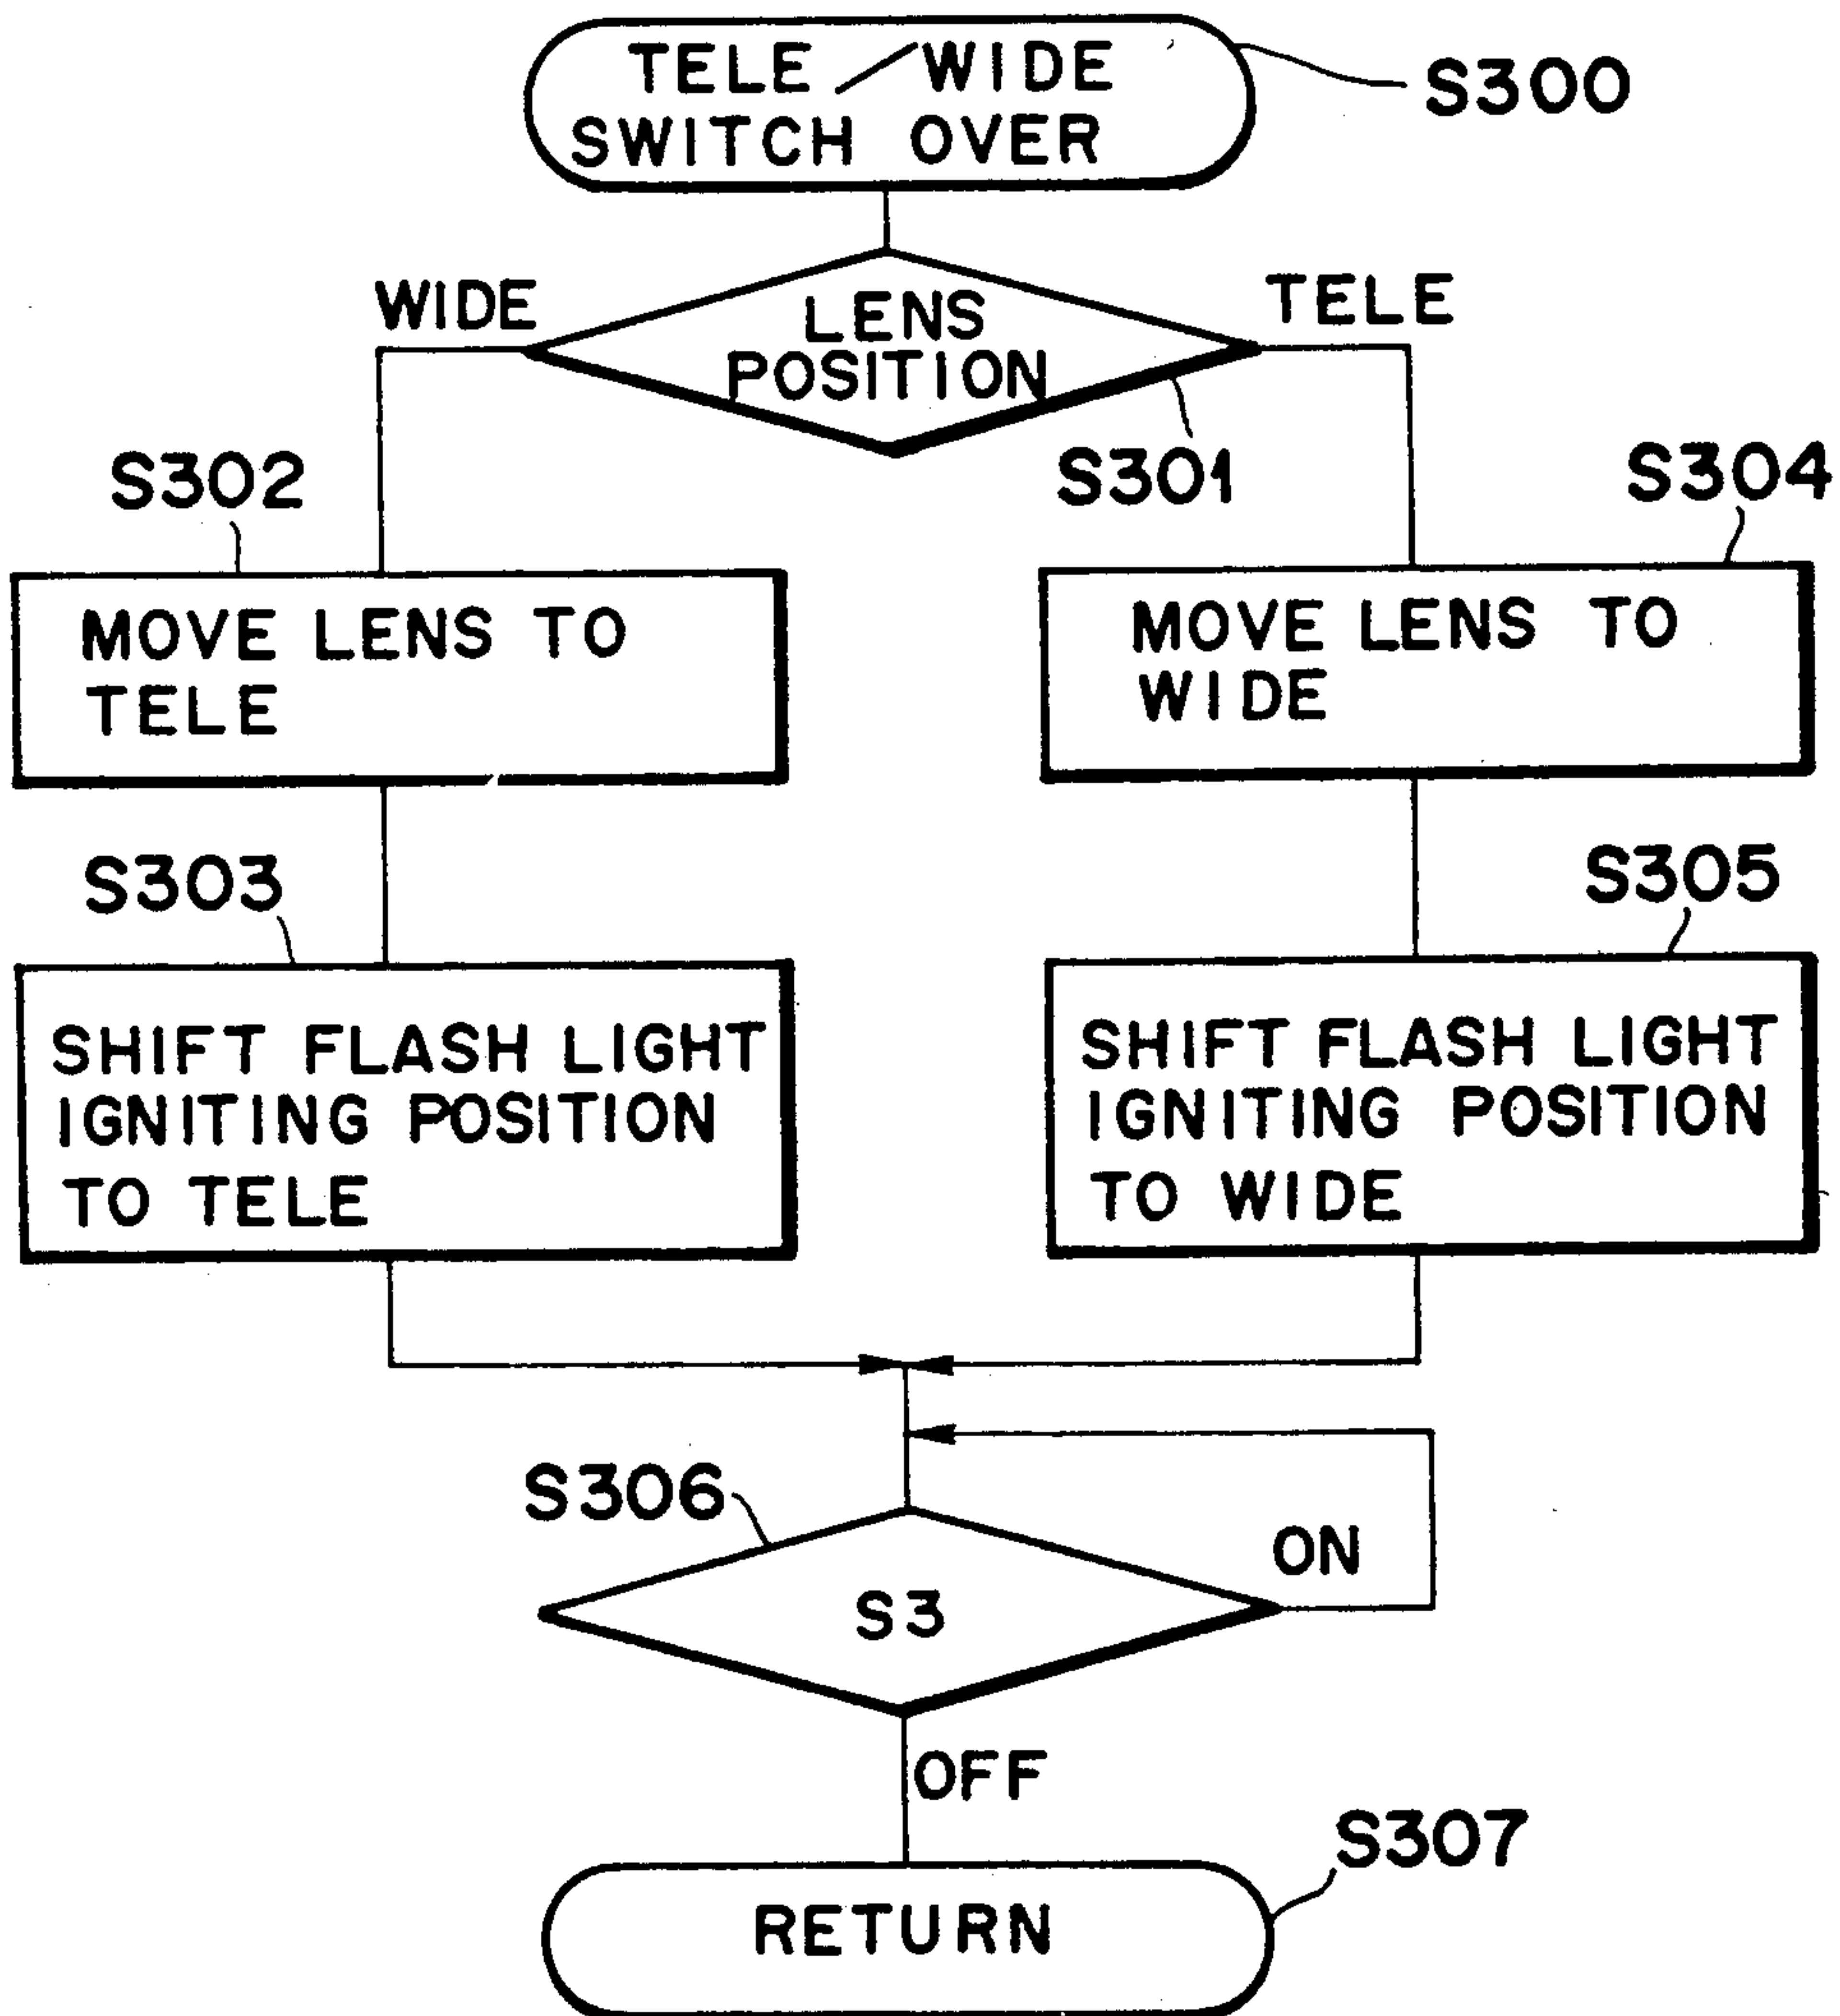 TELE/WIDE
SWITCH OVER
S300
WIDE
LENS
POSITION
TELE
S301
S302
S304
MOVE LENS TO
TELE
MOVE LENS TO
WIDE
S303
S305
SHIFT FLASH LIGHT
IGNITING POSITION
TO TELE
SHIFT FLASH LIGHT
IGNITING POSITION
TO WIDE
S306
ON
S3
OFF
S307
RETURN